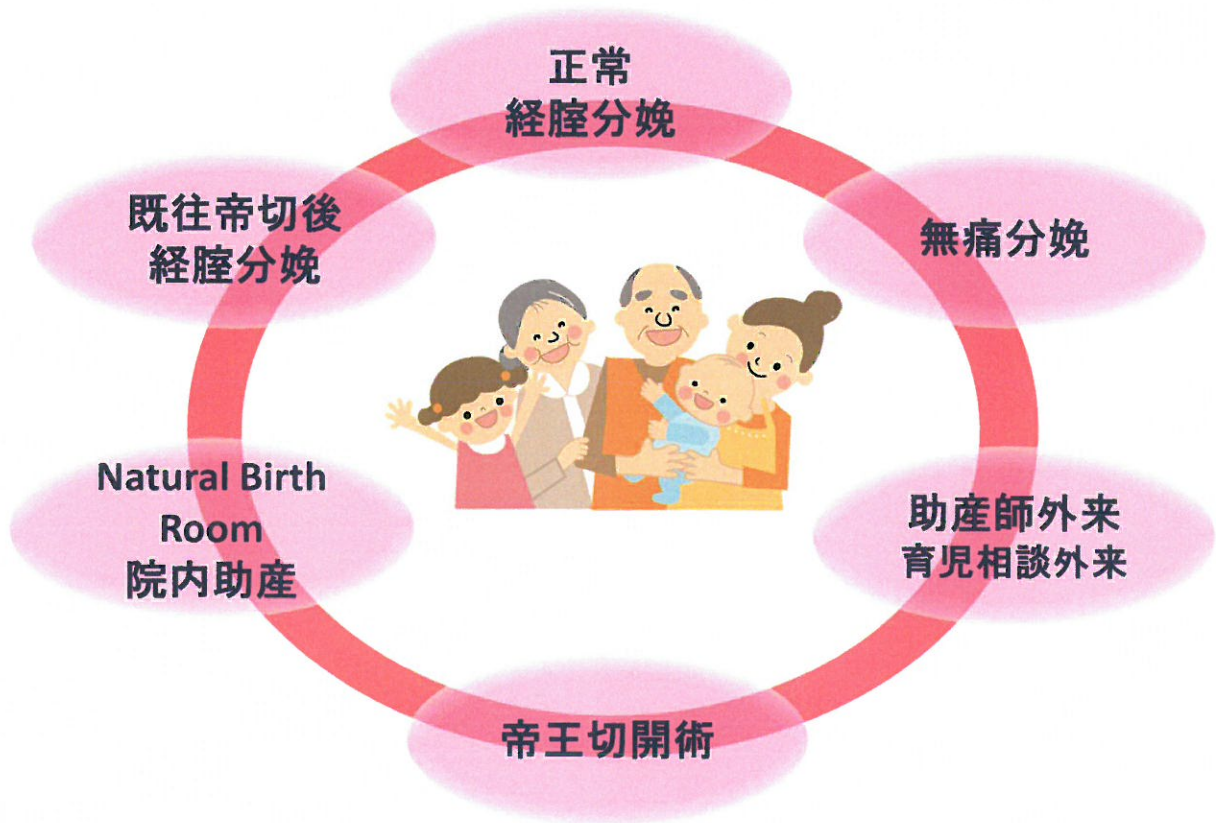 正常
経腟分娩
無痛分娩
助産師外来
育児相談外来
帝王切開術
Natural Birth
Room
院内助産
既往帝切後
経腟分娩